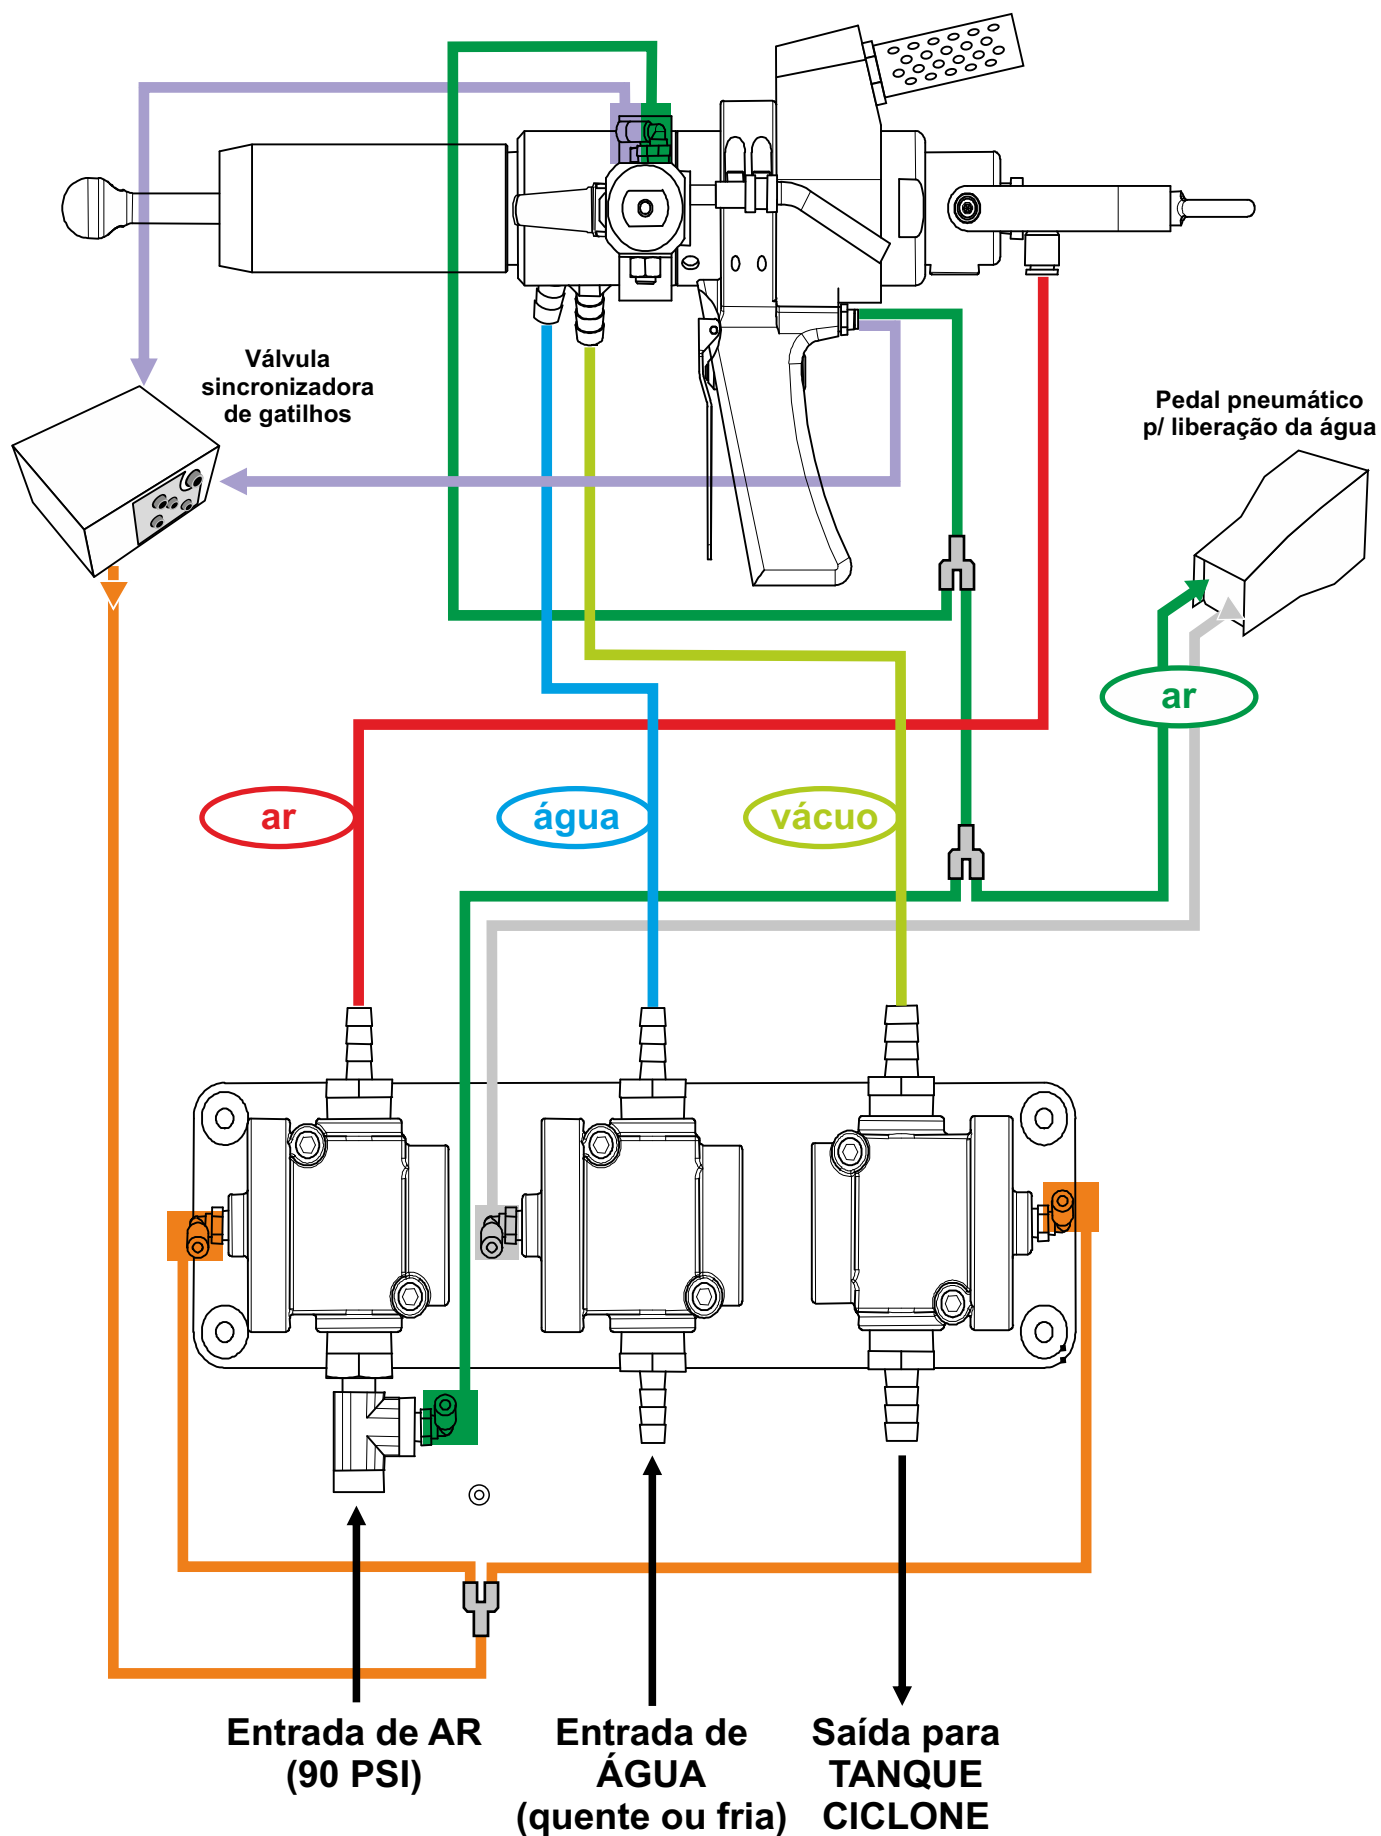 Válvula
sincronizadora
de gatilhos
Pedal pneumático
p/ liberação da água
ar
ar
água
vácuo
Entrada de AR
(90 PSI)
Entrada de
ÁGUA
(quente ou fria)
Saída para
TANQUE
CICLONE